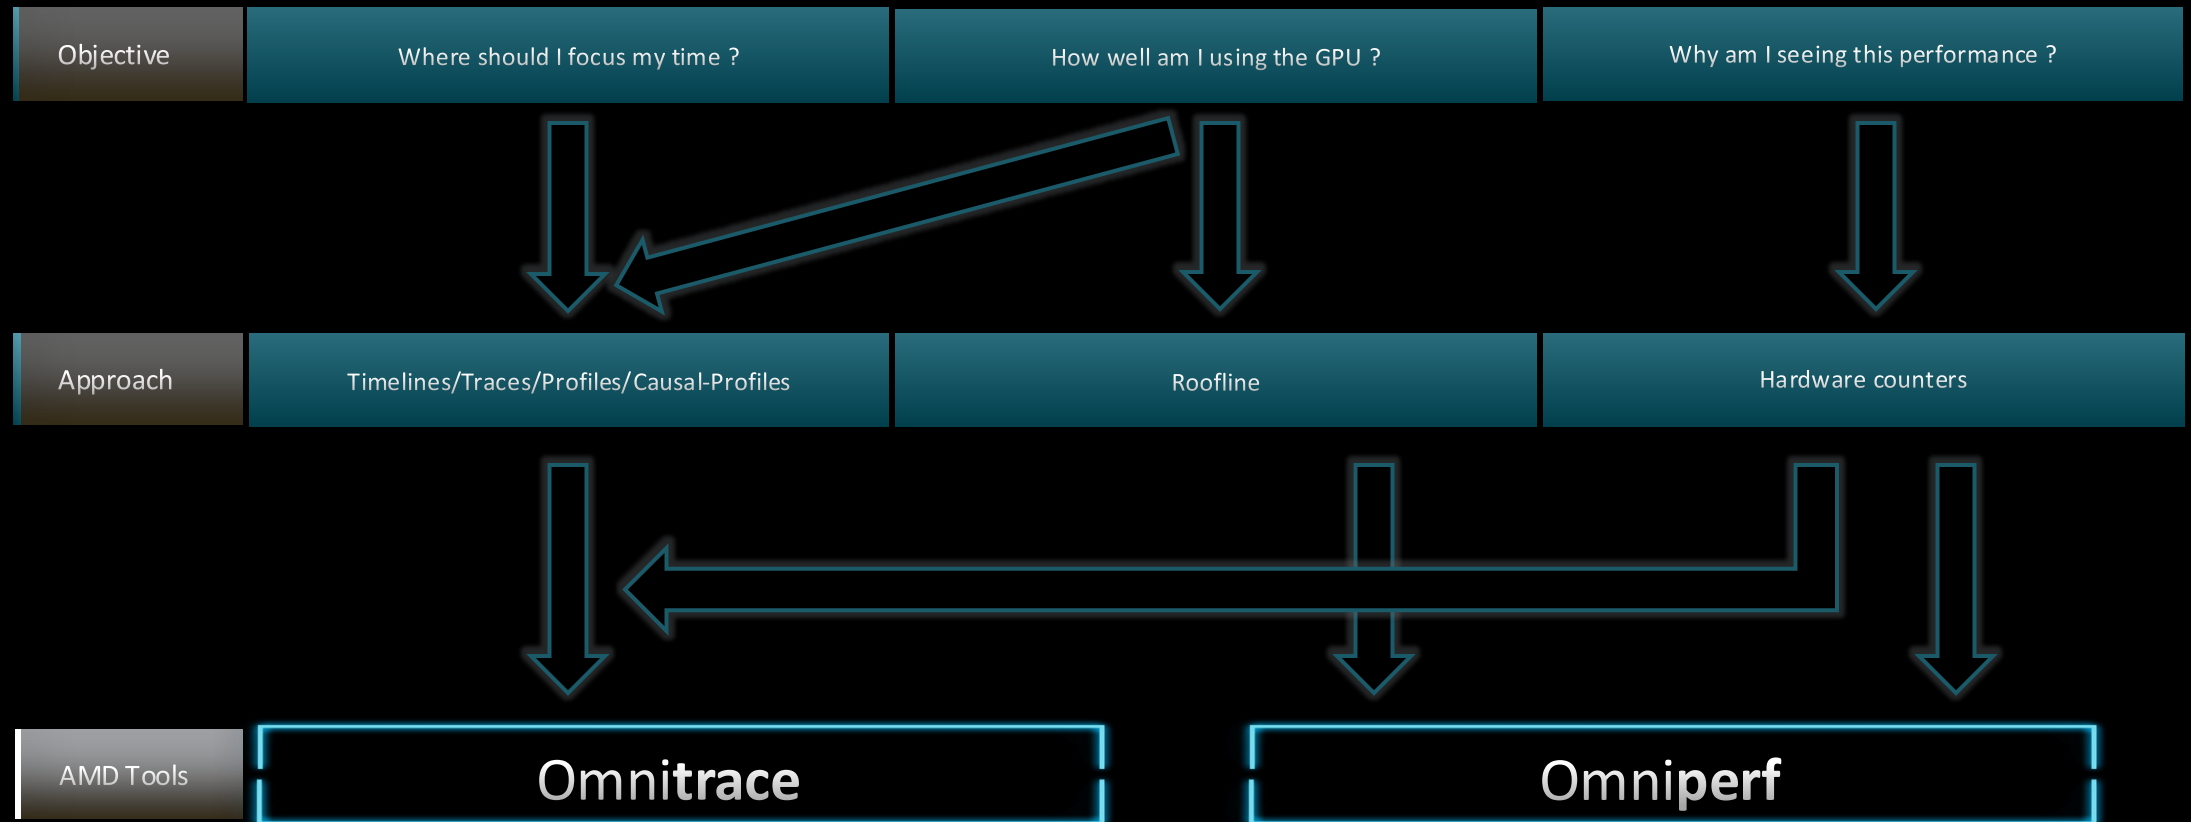 Objective
Where should I focus my time ?
How well am I using the GPU ?
Why am I seeing this performance ?
Approach
Timelines/Traces/Profiles/Causal-Profiles
Roofline
Hardware counters
AMD Tools
Omnitrace
Omniperf